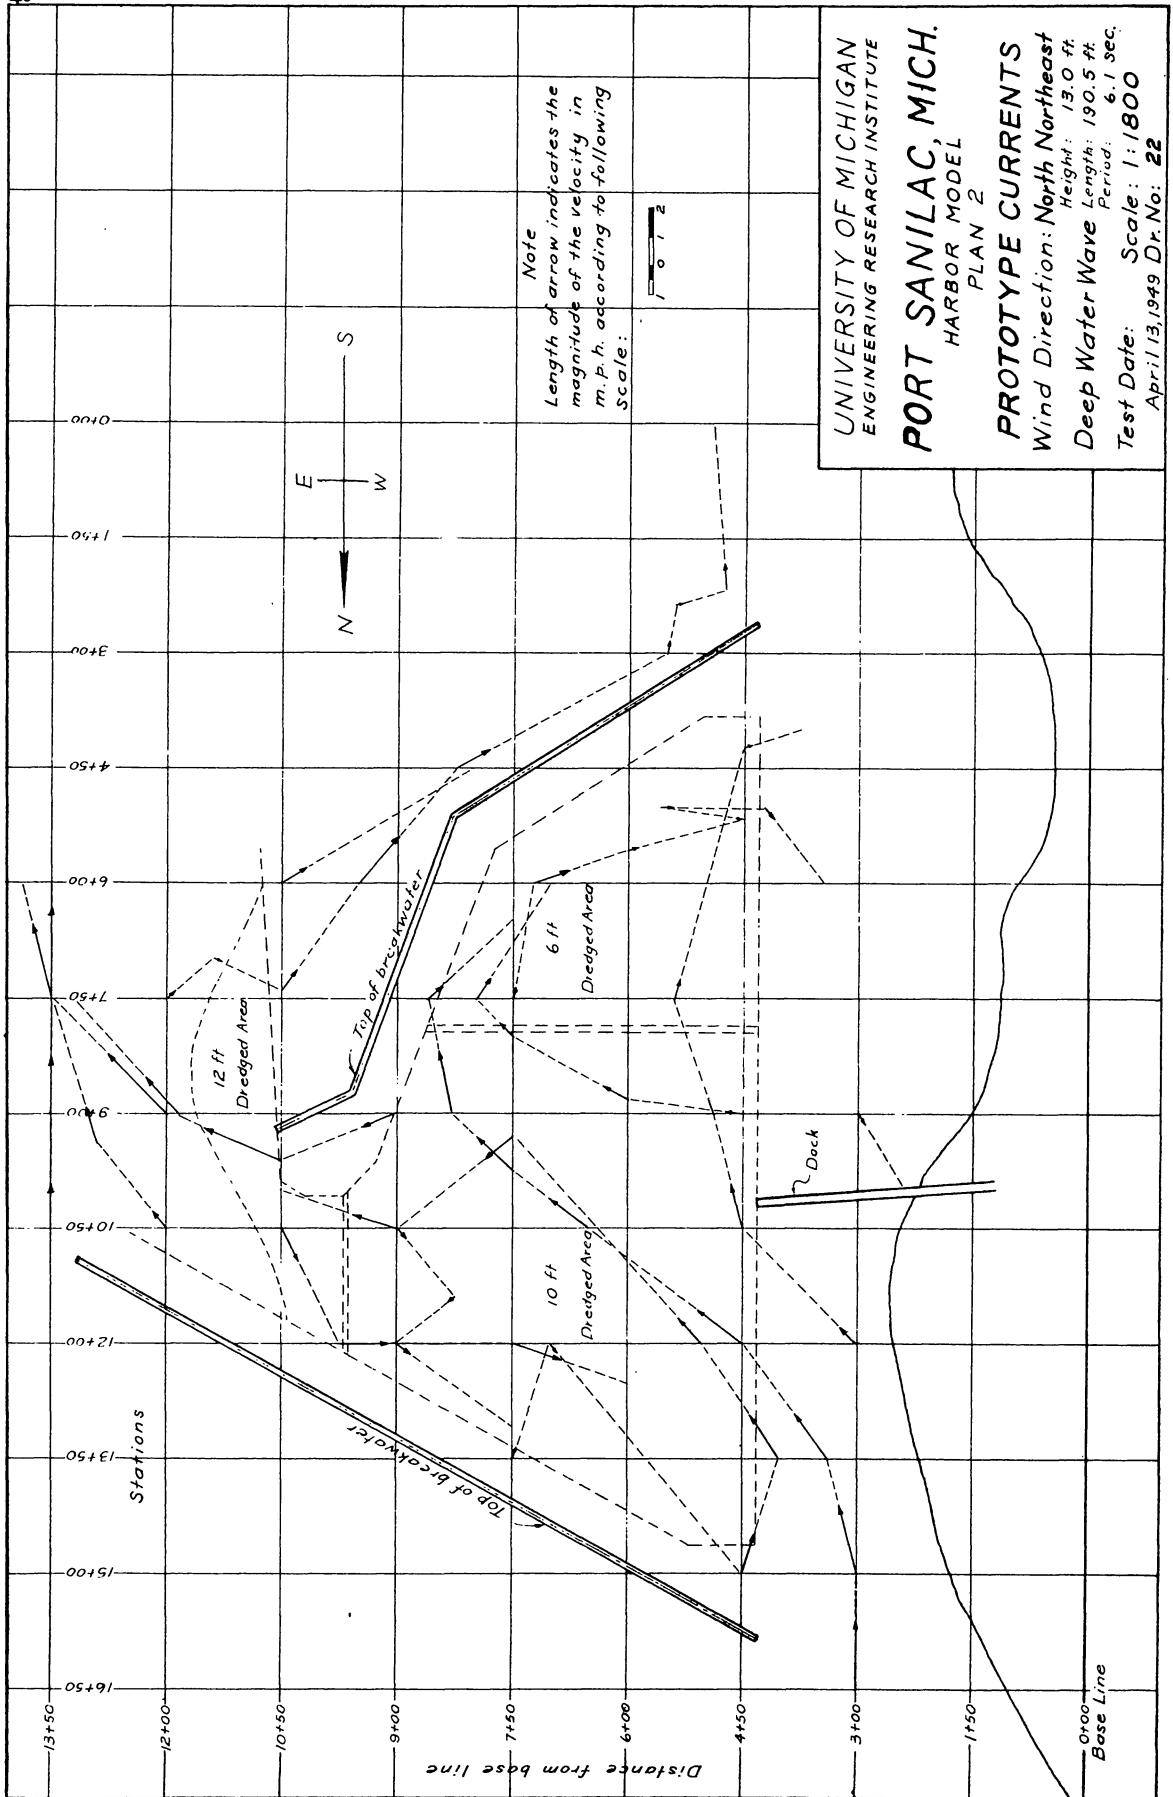 UNIVERSITY OF MICHIGAN
ENGINEERING RESEARCH INSTITUTE
PORT SANILAC, MICH.
HARBOR MODEL
PLAN 2
PROTOTYPE CURRENTS
Wind Direction: North Northeast
Height: 13.0 ft.
Deep Water Wave Length: 190.5 ft.
Period: 6.1 sec.
Test Date: Scale: 1:1800
April 13, 1949 Dr. No: 22
Note
Length of arrow indicates the
magnitude of the velocity in
m.p.h. according to following
scale:
1 0 1 2
N
S
E
W
Stations
0+00
1+50
3+00
4+50
6+00
7+50
9+00
10+50
12+00
13+50
15+00
16+50
Distance from base line
13+50
12+00
10+50
9+00
7+50
6+00
4+50
3+00
1+50
0+00
Base Line
Top of breakwater
Top of breakwater
12 ft
Dredged Area
6 ft
Dredged Area
10 ft
Dredged Area
Dock